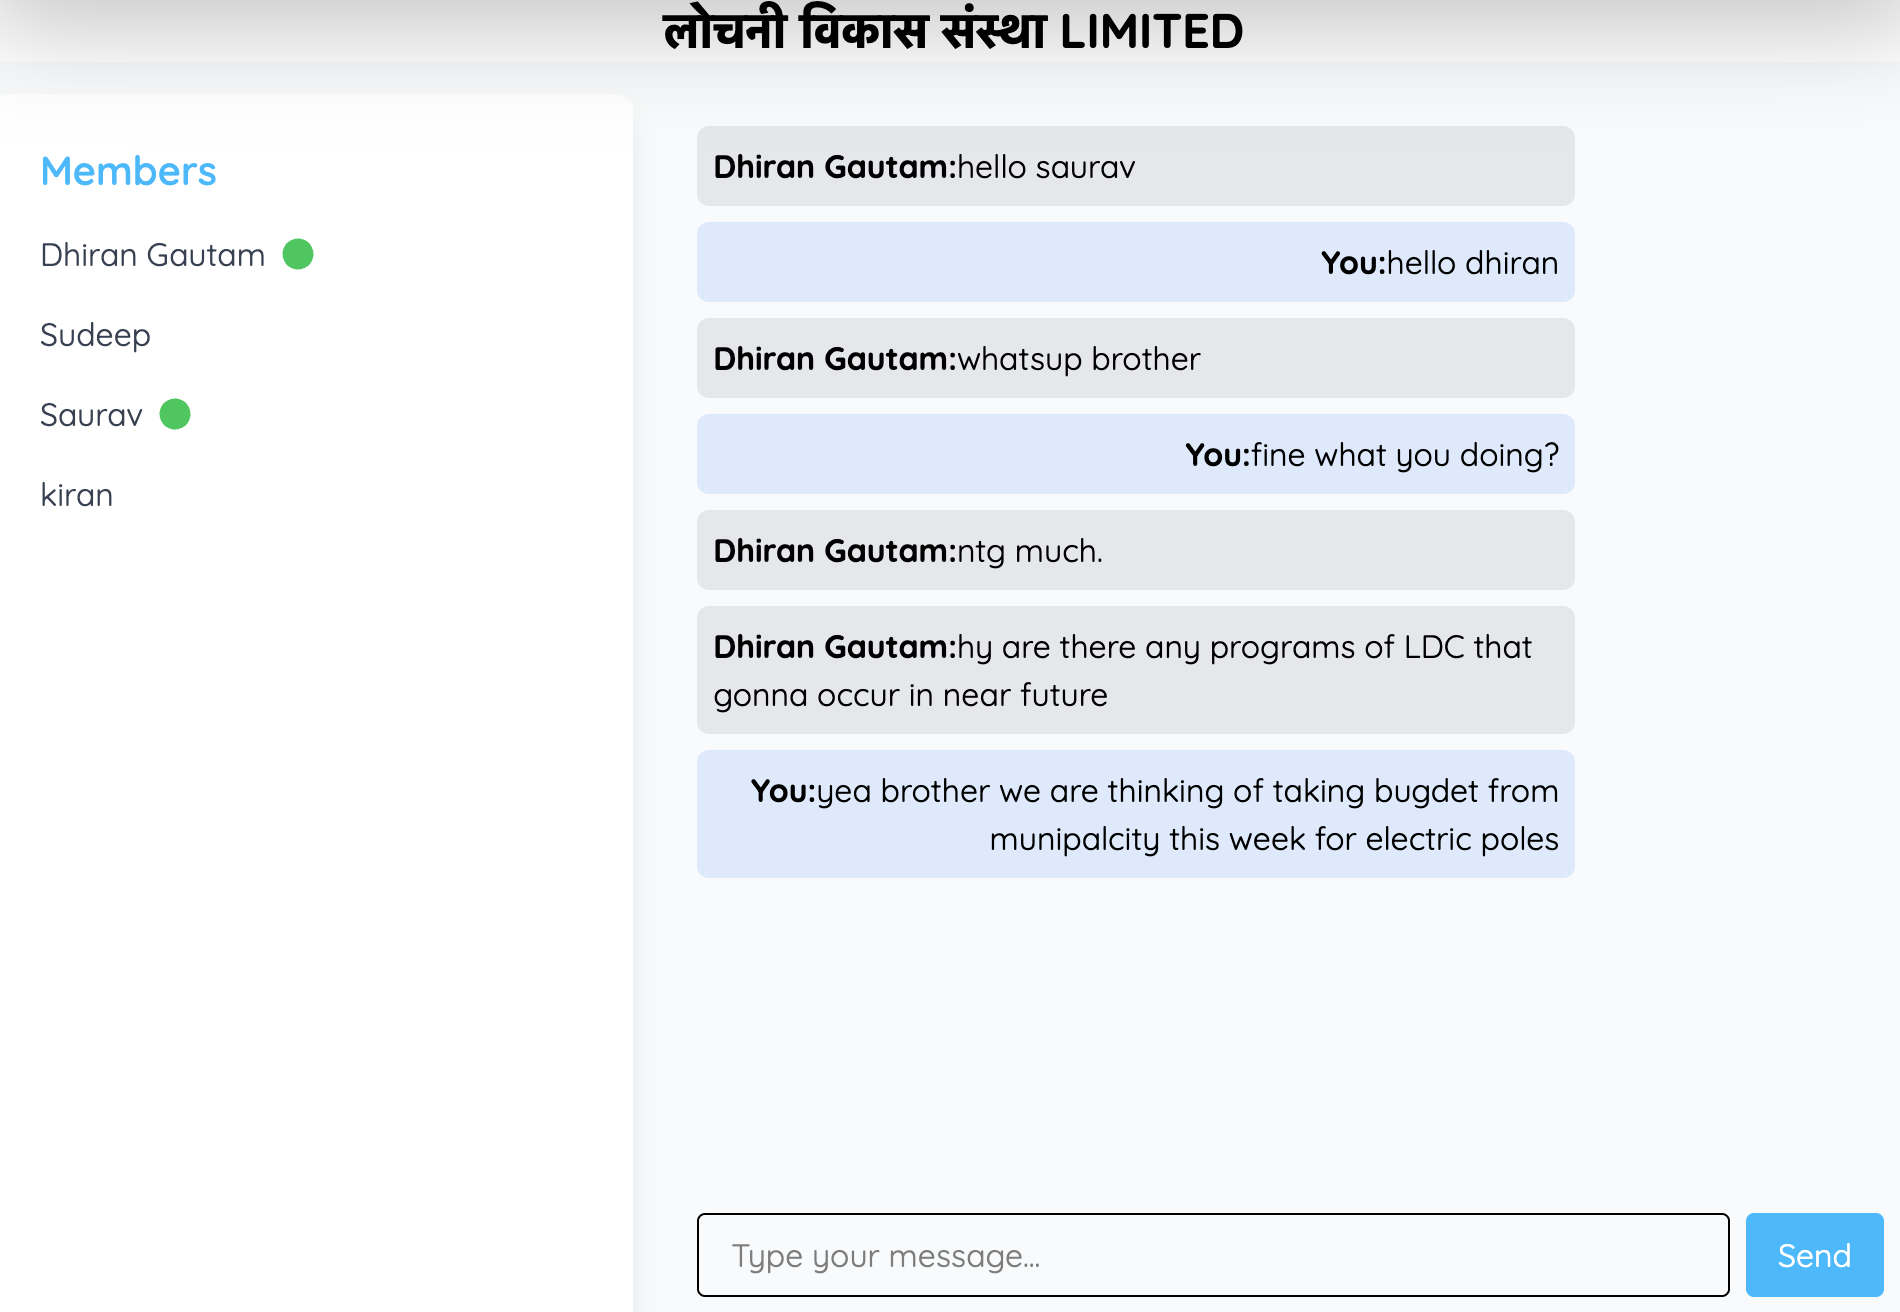 लोचनी विकास संस्था LIMITED
Members
Dhiran Gautam
Sudeep
Saurav
kiran
Dhiran Gautam:hello saurav
You:hello dhiran
Dhiran Gautam:whatsup brother
You:fine what you doing?
Dhiran Gautam:ntg much.
Dhiran Gautam:hy are there any programs of LDC that
gonna occur in near future
You:yea brother we are thinking of taking bugdet from
munipalcity this week for electric poles
Type your message...
Send